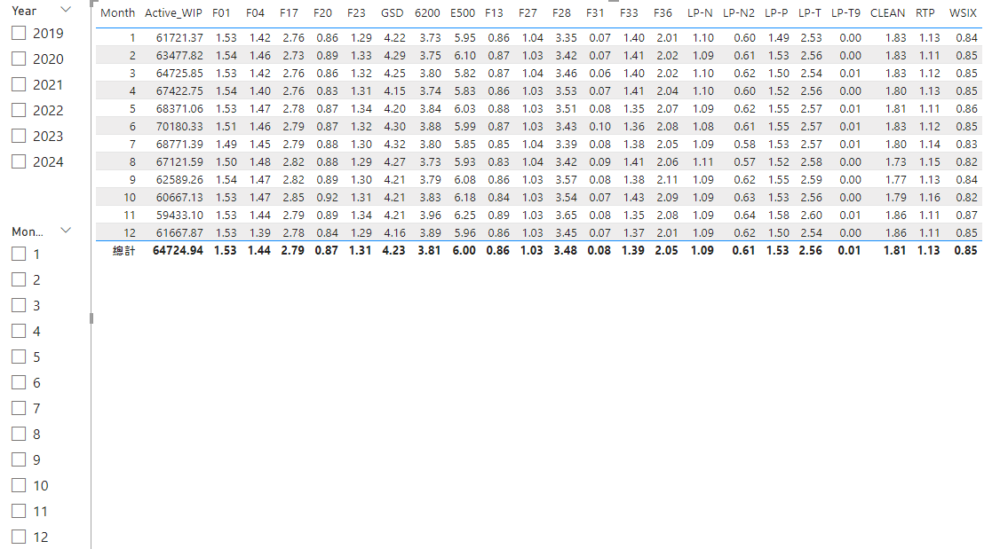 Year
2019
2020
2021
2022
2023
2024
Mon...
1
2
3
4
5
6
7
8
9
10
11
12
Month Active_WIP F01 F04 F17 F20 F23 GSD 6200 E500 F13 F27 F28 F31 F33 F36 LP-N LP-N2 LP-P LP-T LP-T9 CLEAN RTP WSIX
1 61721.37 1.53 1.42 2.76 0.86 1.29 4.22 3.73 5.95 0.86 1.04 3.35 0.07 1.40 2.01 1.10 0.60 1.49 2.53 0.00 1.83 1.13 0.84
2 63477.82 1.54 1.46 2.73 0.89 1.33 4.29 3.75 6.10 0.87 1.03 3.42 0.07 1.41 2.02 1.09 0.61 1.53 2.56 0.00 1.83 1.11 0.85
3 64725.85 1.53 1.42 2.76 0.86 1.32 4.25 3.80 5.82 0.87 1.04 3.46 0.06 1.40 2.02 1.10 0.62 1.50 2.54 0.01 1.83 1.12 0.85
4 67422.75 1.54 1.40 2.76 0.83 1.31 4.15 3.74 5.83 0.86 1.03 3.53 0.07 1.41 2.04 1.10 0.60 1.52 2.56 0.00 1.80 1.13 0.85
5 68371.06 1.53 1.47 2.78 0.87 1.34 4.20 3.84 6.03 0.88 1.03 3.51 0.08 1.35 2.07 1.09 0.62 1.55 2.57 0.01 1.81 1.11 0.86
6 70180.33 1.51 1.46 2.79 0.87 1.32 4.30 3.88 5.99 0.87 1.03 3.43 0.10 1.36 2.08 1.08 0.61 1.55 2.57 0.01 1.83 1.12 0.85
7 68771.39 1.49 1.45 2.79 0.88 1.30 4.32 3.80 5.85 0.85 1.04 3.39 0.08 1.38 2.05 1.09 0.58 1.53 2.57 0.01 1.80 1.14 0.83
8 67121.59 1.50 1.48 2.82 0.88 1.29 4.27 3.73 5.93 0.83 1.04 3.42 0.09 1.41 2.06 1.11 0.57 1.52 2.58 0.00 1.73 1.15 0.82
9 62589.26 1.54 1.47 2.82 0.89 1.30 4.21 3.79 6.08 0.86 1.03 3.57 0.08 1.38 2.11 1.09 0.62 1.55 2.59 0.00 1.77 1.13 0.84
10 60667.13 1.53 1.47 2.85 0.92 1.31 4.21 3.83 6.18 0.84 1.03 3.54 0.07 1.43 2.09 1.09 0.63 1.53 2.56 0.00 1.79 1.16 0.82
11 59433.10 1.53 1.44 2.79 0.89 1.34 4.21 3.96 6.25 0.89 1.03 3.65 0.08 1.35 2.08 1.09 0.64 1.58 2.60 0.01 1.86 1.11 0.87
12 61667.87 1.53 1.39 2.78 0.84 1.29 4.16 3.89 5.96 0.86 1.03 3.45 0.07 1.37 2.01 1.09 0.62 1.50 2.54 0.00 1.86 1.11 0.85
總計 64724.94 1.53 1.44 2.79 0.87 1.31 4.23 3.81 6.00 0.86 1.03 3.48 0.08 1.39 2.05 1.09 0.61 1.53 2.56 0.01 1.81 1.13 0.85